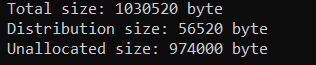 Total size: 1030520 byte
Distribution size: 56520 byte
Unallocated size: 974000 byte